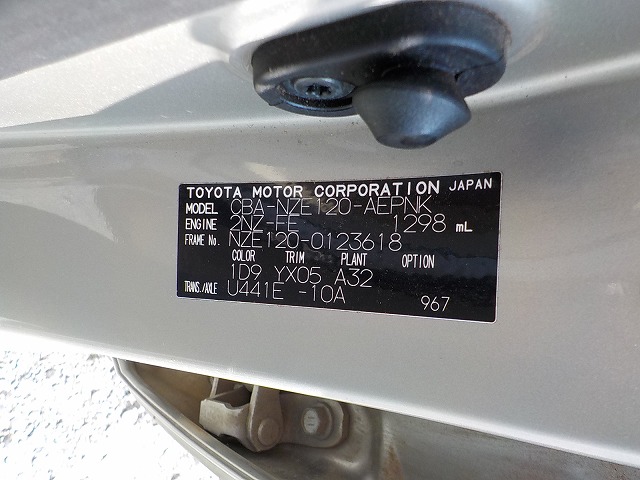 TOYOTA MOTOR CORPORATION JAPAN
MODEL CBA-NZE120-AEPNK
ENGINE 2NZ-FE 1298 mL
FRAME No. NZE120-0123618
COLOR TRIM PLANT OPTION
1D9 YX05 A32
TRANS./AXLE U441E -10A
967